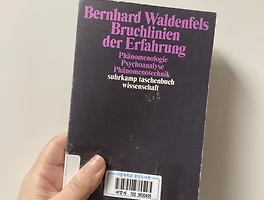 Bernhard Waldenfels
Bruchlinien
der Erfahrung
Phänomenologie
Psychoanalyse
Phänomenotechnik
suhrkamp taschenbuch
wissenschaft